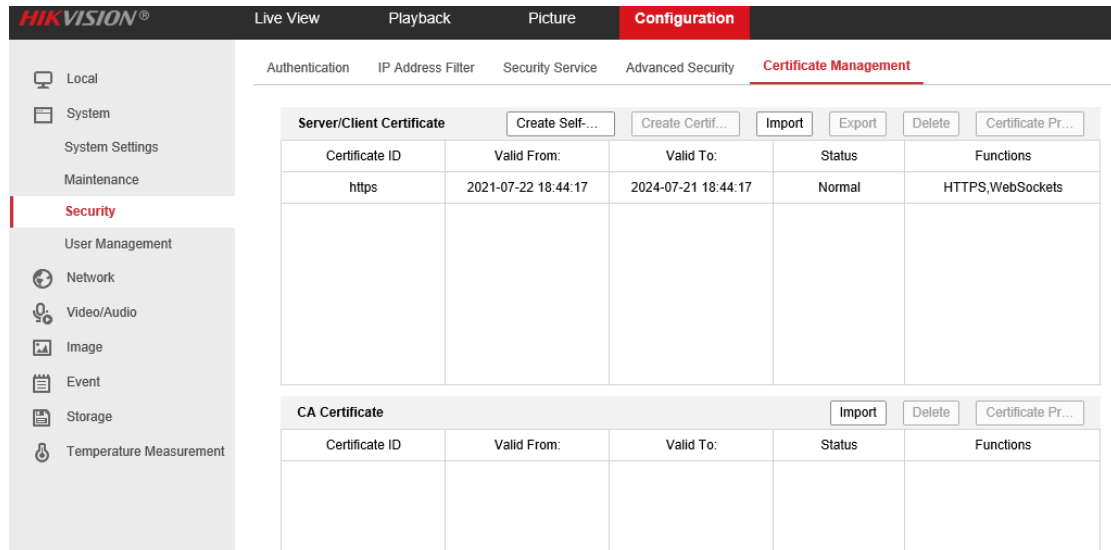 HIKVISION®
Live View Playback Picture Configuration
Local
System
System Settings
Maintenance
Security
User Management
Network
Video/Audio
Image
Event
Storage
Temperature Measurement
Authentication IP Address Filter Security Service Advanced Security Certificate Management
Server/Client Certificate Create Self-... Create Certif... Import Export Delete Certificate Pr...
Certificate ID Valid From: Valid To: Status Functions
https 2021-07-22 18:44:17 2024-07-21 18:44:17 Normal HTTPS,WebSockets
CA Certificate Import Delete Certificate Pr...
Certificate ID Valid From: Valid To: Status Functions